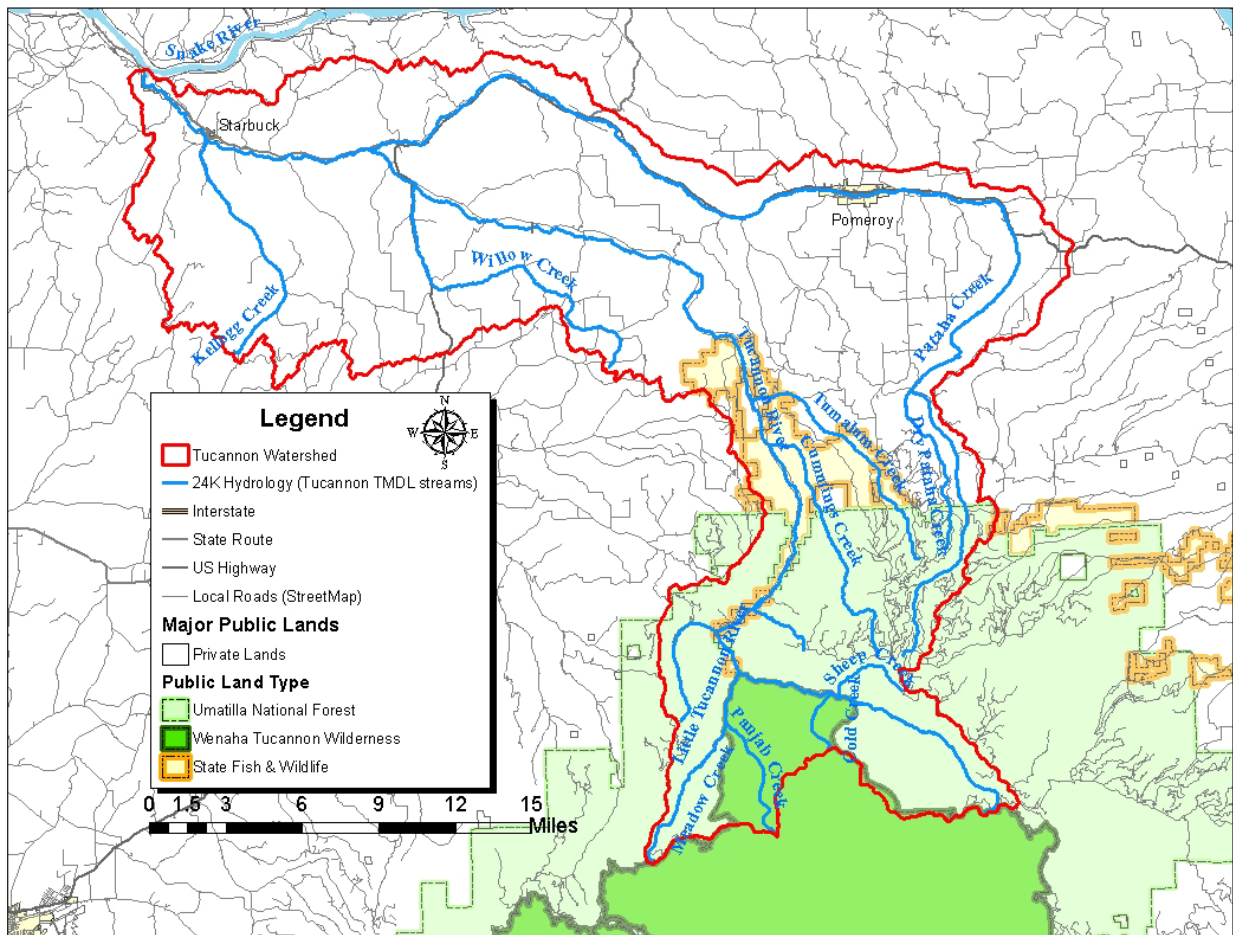 Snake River
Starbuck
Pomeroy
Willow Creek
Kellogg Creek
Pataha Creek
Tucannon River
Tumalum Creek
Dry Pataha Creek
Cummings Creek
Little Tucannon River
Sheep Creek
Cold Creek
Panjab Creek
Meadow Creek
Legend
N
W
E
S
Tucannon Watershed
24K Hydrology (Tucannon TMDL streams)
Interstate
State Route
US Highway
Local Roads (StreetMap)
Major Public Lands
Private Lands
Public Land Type
Umatilla National Forest
Wenaha Tucannon Wilderness
State Fish & Wildlife
0 1.5 3 6 9 12 15
Miles